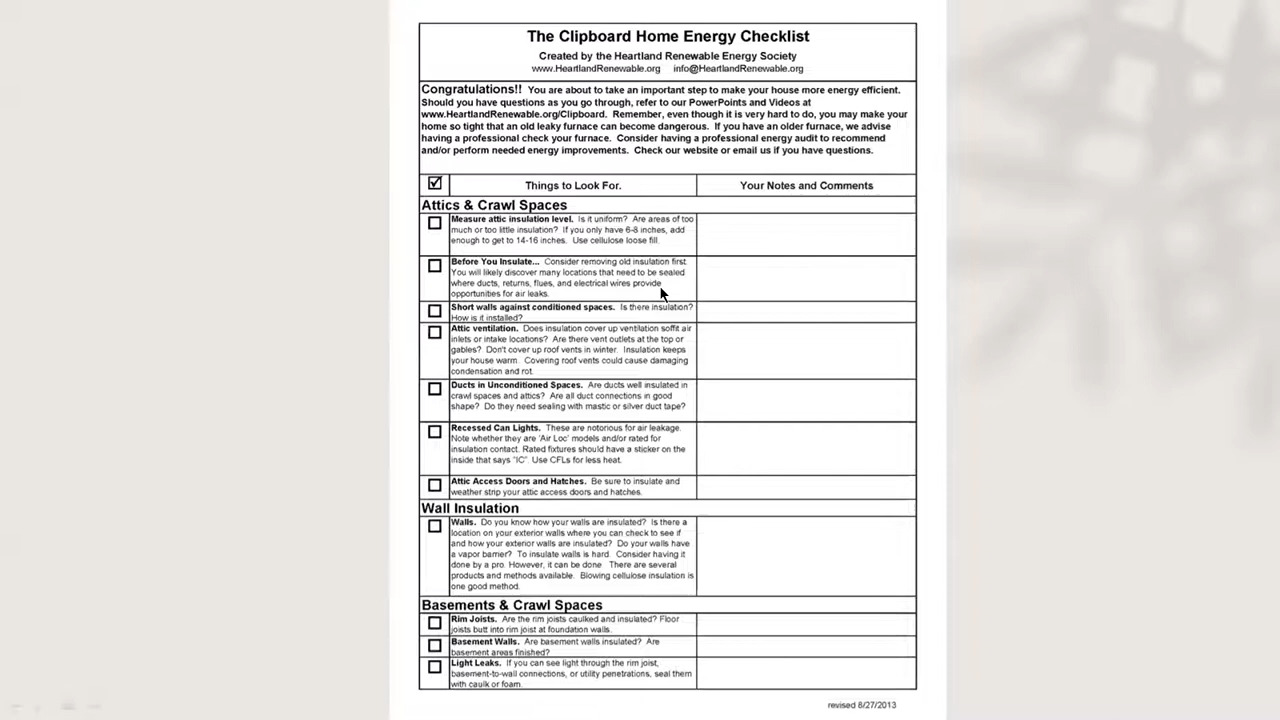 The Clipboard Home Energy Checklist
Created by the Heartland Renewable Energy Society
www.HeartlandRenewable.org info@HeartlandRenewable.org
Congratulations!! You are about to take an important step to make your house more energy efficient.
Should you have questions as you go through, refer to our PowerPoints and Videos at
www.HeartlandRenewable.org/Clipboard. Remember, even though it is very hard to do, you may make your
home so tight that an old leaky furnace can become dangerous. If you have an older furnace, we advise
having a professional check your furnace. Consider having a professional energy audit to recommend
and/or perform needed energy improvements. Check our website or email us if you have questions.
Things to Look For. Your Notes and Comments
Attics & Crawl Spaces
Measure attic insulation level. Is it uniform? Are areas of too
much or too little insulation? If you only have 6-8 inches, add
enough to get to 14-16 inches. Use cellulose loose fill.
Before You Insulate... Consider removing old insulation first
You will likely discover many locations that need to be sealed
where ducts, returns, flues, and electrical wires provide
opportunities for air leaks.
Short walls against conditioned spaces. Is there insulation?
How is it installed?
Attic ventilation. Does insulation cover up ventilation soffit air
inlets or intake locations? Are there vent outlets at the top or
gables? Don't cover up roof vents in winter. Insulation keeps
your house warm. Covering roof vents could cause damaging
condensation and rot.
Ducts in Unconditioned Spaces. Are ducts well insulated in
crawl spaces and attics? Are all duct connections in good
shape? Do they need sealing with mastic or silver duct tape?
Recessed Can Lights. These are notorious for air leakage.
Note whether they are 'Air Loc' models and/or rated for
insulation contact. Rated fixtures should have a sticker on the
inside that says "IC". Use CFLs for less heat.
Attic Access Doors and Hatches. Be sure to insulate and
weather strip your attic access doors and hatches.
Wall Insulation
Walls. Do you know how your walls are insulated? Is there a
location on your exterior walls where you can check to see if
and how your exterior walls are insulated? Do your walls have
a vapor barrier? To insulate walls is hard. Consider having it
done by a pro. However, it can be done There are several
products and methods available. Blowing cellulose insulation is
one good method.
Basements & Crawl Spaces
Rim Joists. Are the rim joists caulked and insulated? Floor
joists butt into rim joist at foundation walls.
Basement Walls. Are basement walls insulated? Are
basement areas finished?
Light Leaks. If you can see light through the rim joist,
basement-to-wall connections, or utility penetrations, seal them
with caulk or foam.
revised 8/27/2013